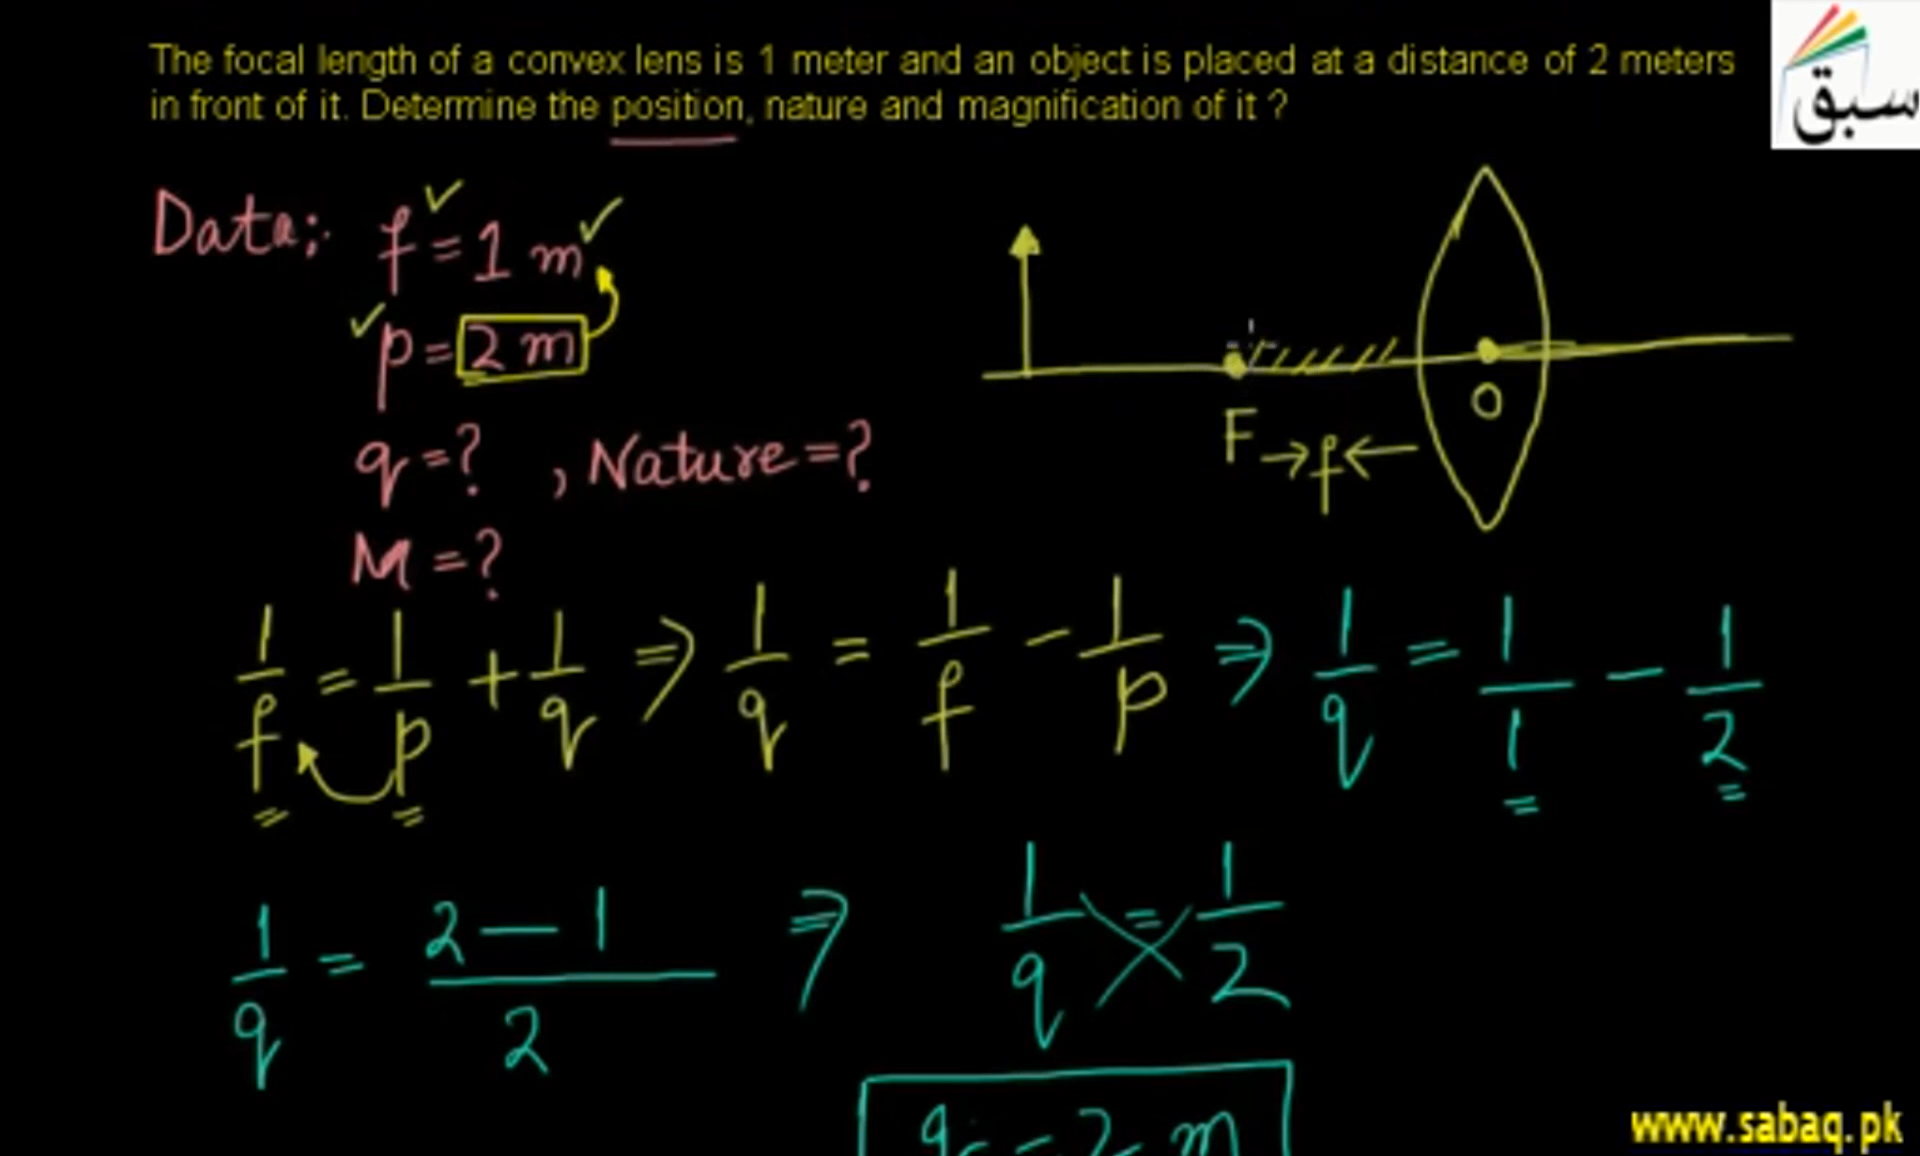 The focal length of a convex lens is 1 meter and an object is placed at a distance of 2 meters
in front of it. Determine the position, nature and magnification of it ?
سبق
Data:
f = 1 m
p = 2 m
q = ? , Nature = ?
M = ?
F → f ←
O
1/f = 1/p + 1/q ⇒ 1/q = 1/f - 1/p ⇒ 1/q = 1/1 - 1/2
1/q = 2 - 1/2 ⇒ 1/q = 1/2
q = 2 m
www.sabaq.pk